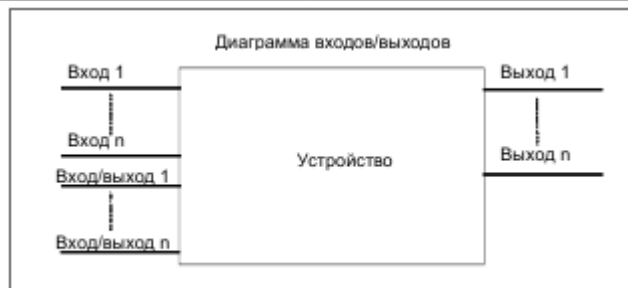 Диаграмма входов/выходов
Вход 1
Выход 1
Вход n
Выход n
Устройство
Вход/выход 1
Вход/выход n